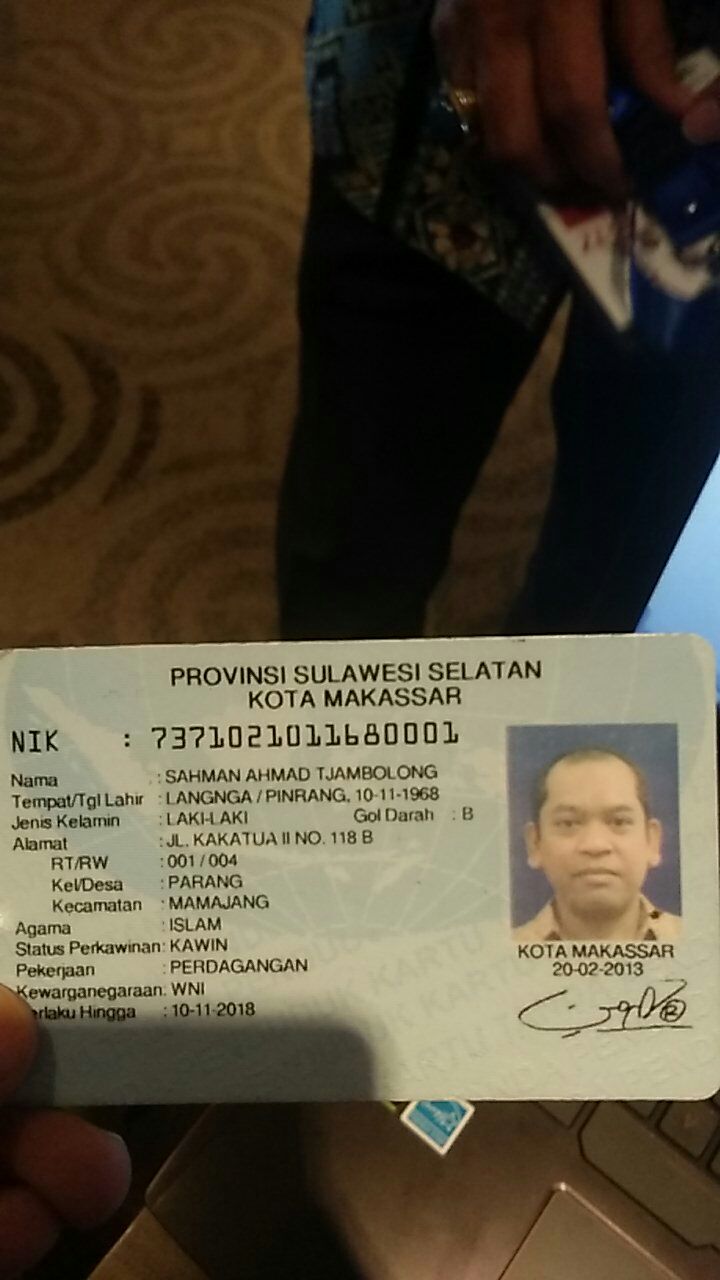 PROVINSI SULAWESI SELATAN
KOTA MAKASSAR
NIK : 7371021011680001
Nama : SAHMAN AHMAD TJAMBOLONG
Tempat/Tgl Lahir : LANGNGA / PINRANG, 10-11-1968
Jenis Kelamin : LAKI-LAKI Gol Darah : B
Alamat : JL. KAKATUA II NO. 118 B
RT/RW : 001 / 004
Kel/Desa : PARANG
Kecamatan : MAMAJANG
Agama : ISLAM
Status Perkawinan: KAWIN
Pekerjaan : PERDAGANGAN
Kewarganegaraan: WNI
erlaku Hingga : 10-11-2018
KOTA MAKASSAR
20-02-2013